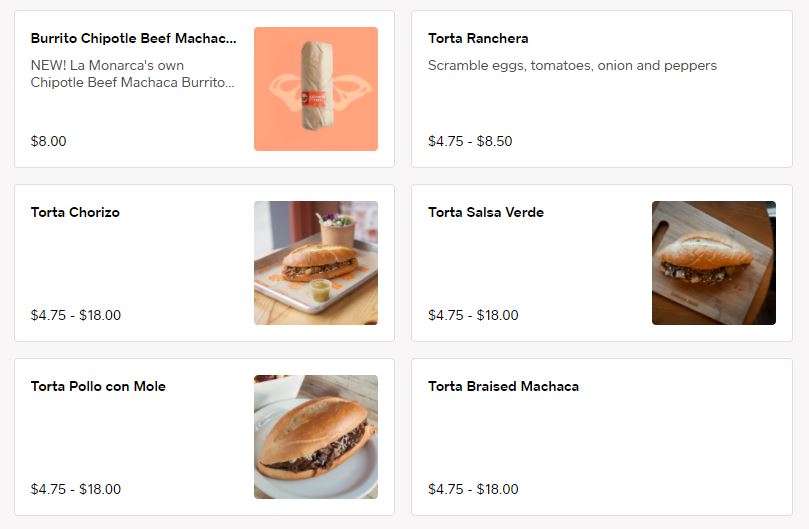 Burrito Chipotle Beef Machac...
NEW! La Monarca's own
Chipotle Beef Machaca Burrito...
$8.00
Torta Ranchera
Scramble eggs, tomatoes, onion and peppers
$4.75 - $8.50
Torta Chorizo
$4.75 - $18.00
Torta Salsa Verde
$4.75 - $18.00
Torta Pollo con Mole
$4.75 - $18.00
Torta Braised Machaca
$4.75 - $18.00